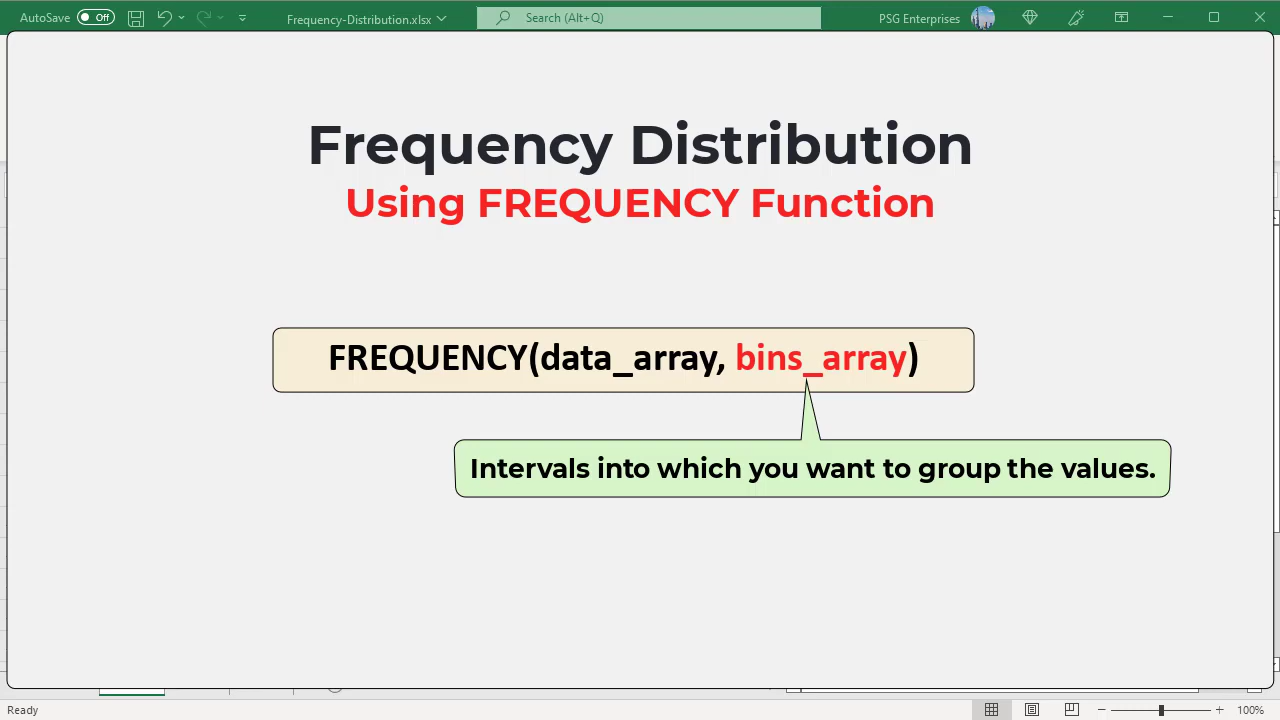 AutoSave Off Frequency-Distribution.xlsx Search (Alt+Q) PSG Enterprises
Frequency Distribution
Using FREQUENCY Function
FREQUENCY(data_array, bins_array)
Intervals into which you want to group the values.
Ready 100%